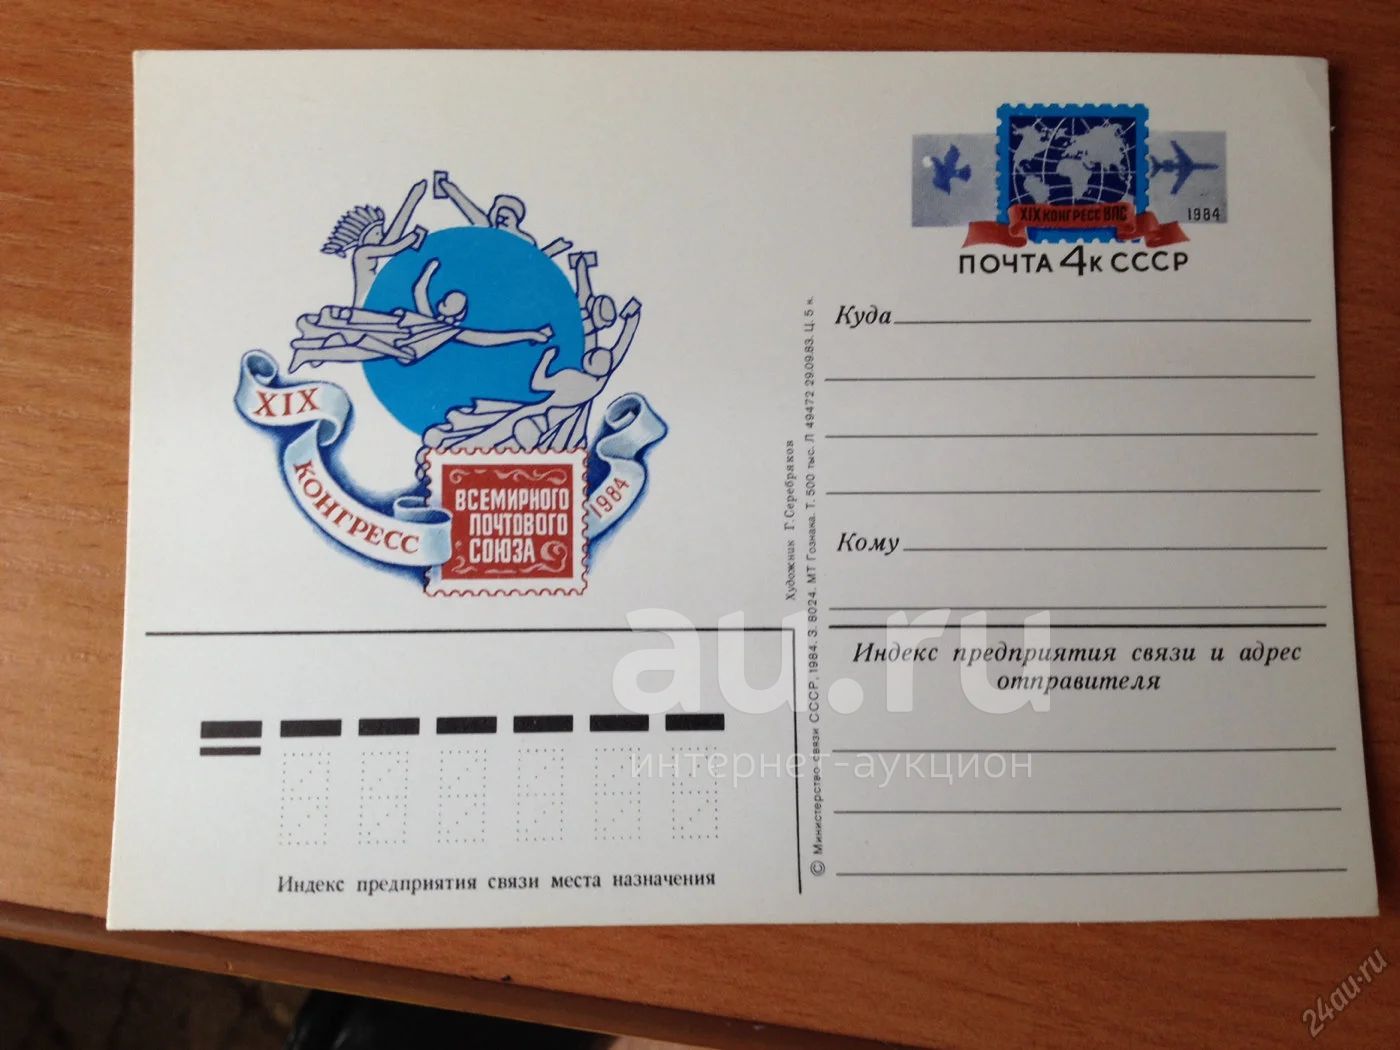 XIX
КОНГРЕСС
ВСЕМИРНОГО
ПОЧТОВОГО
СОЮЗА
1984
XIX КОНГРЕСС ВПС
1984
ПОЧТА 4К СССР
Куда
Кому
Индекс предприятия связи и адрес
отправителя
Индекс предприятия связи места назначения
Художник Г. Серебряков
© Министерство связи СССР, 1984. З. 8024. МТ Гознака. Т. 500 тыс. Л 49472 29.09.83. Ц. 5 к.
au.ru
интернет-аукцион
24au.ru